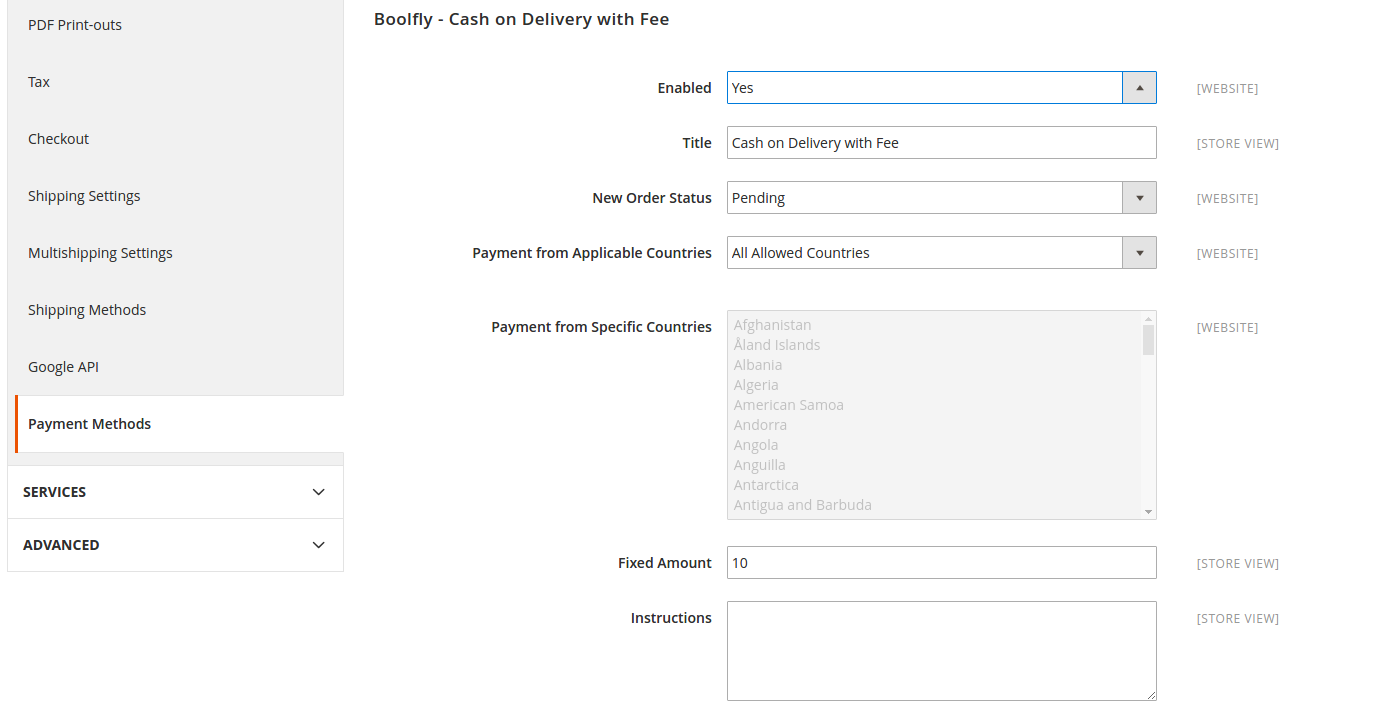 PDF Print-outs
Tax
Checkout
Shipping Settings
Multishipping Settings
Shipping Methods
Google API
Payment Methods
SERVICES
ADVANCED
Boolfly - Cash on Delivery with Fee
Enabled Yes [WEBSITE]
Title Cash on Delivery with Fee [STORE VIEW]
New Order Status Pending [WEBSITE]
Payment from Applicable Countries All Allowed Countries [WEBSITE]
Payment from Specific Countries Afghanistan [WEBSITE]
Åland Islands
Albania
Algeria
American Samoa
Andorra
Angola
Anguilla
Antarctica
Antigua and Barbuda
Fixed Amount 10 [STORE VIEW]
Instructions [STORE VIEW]